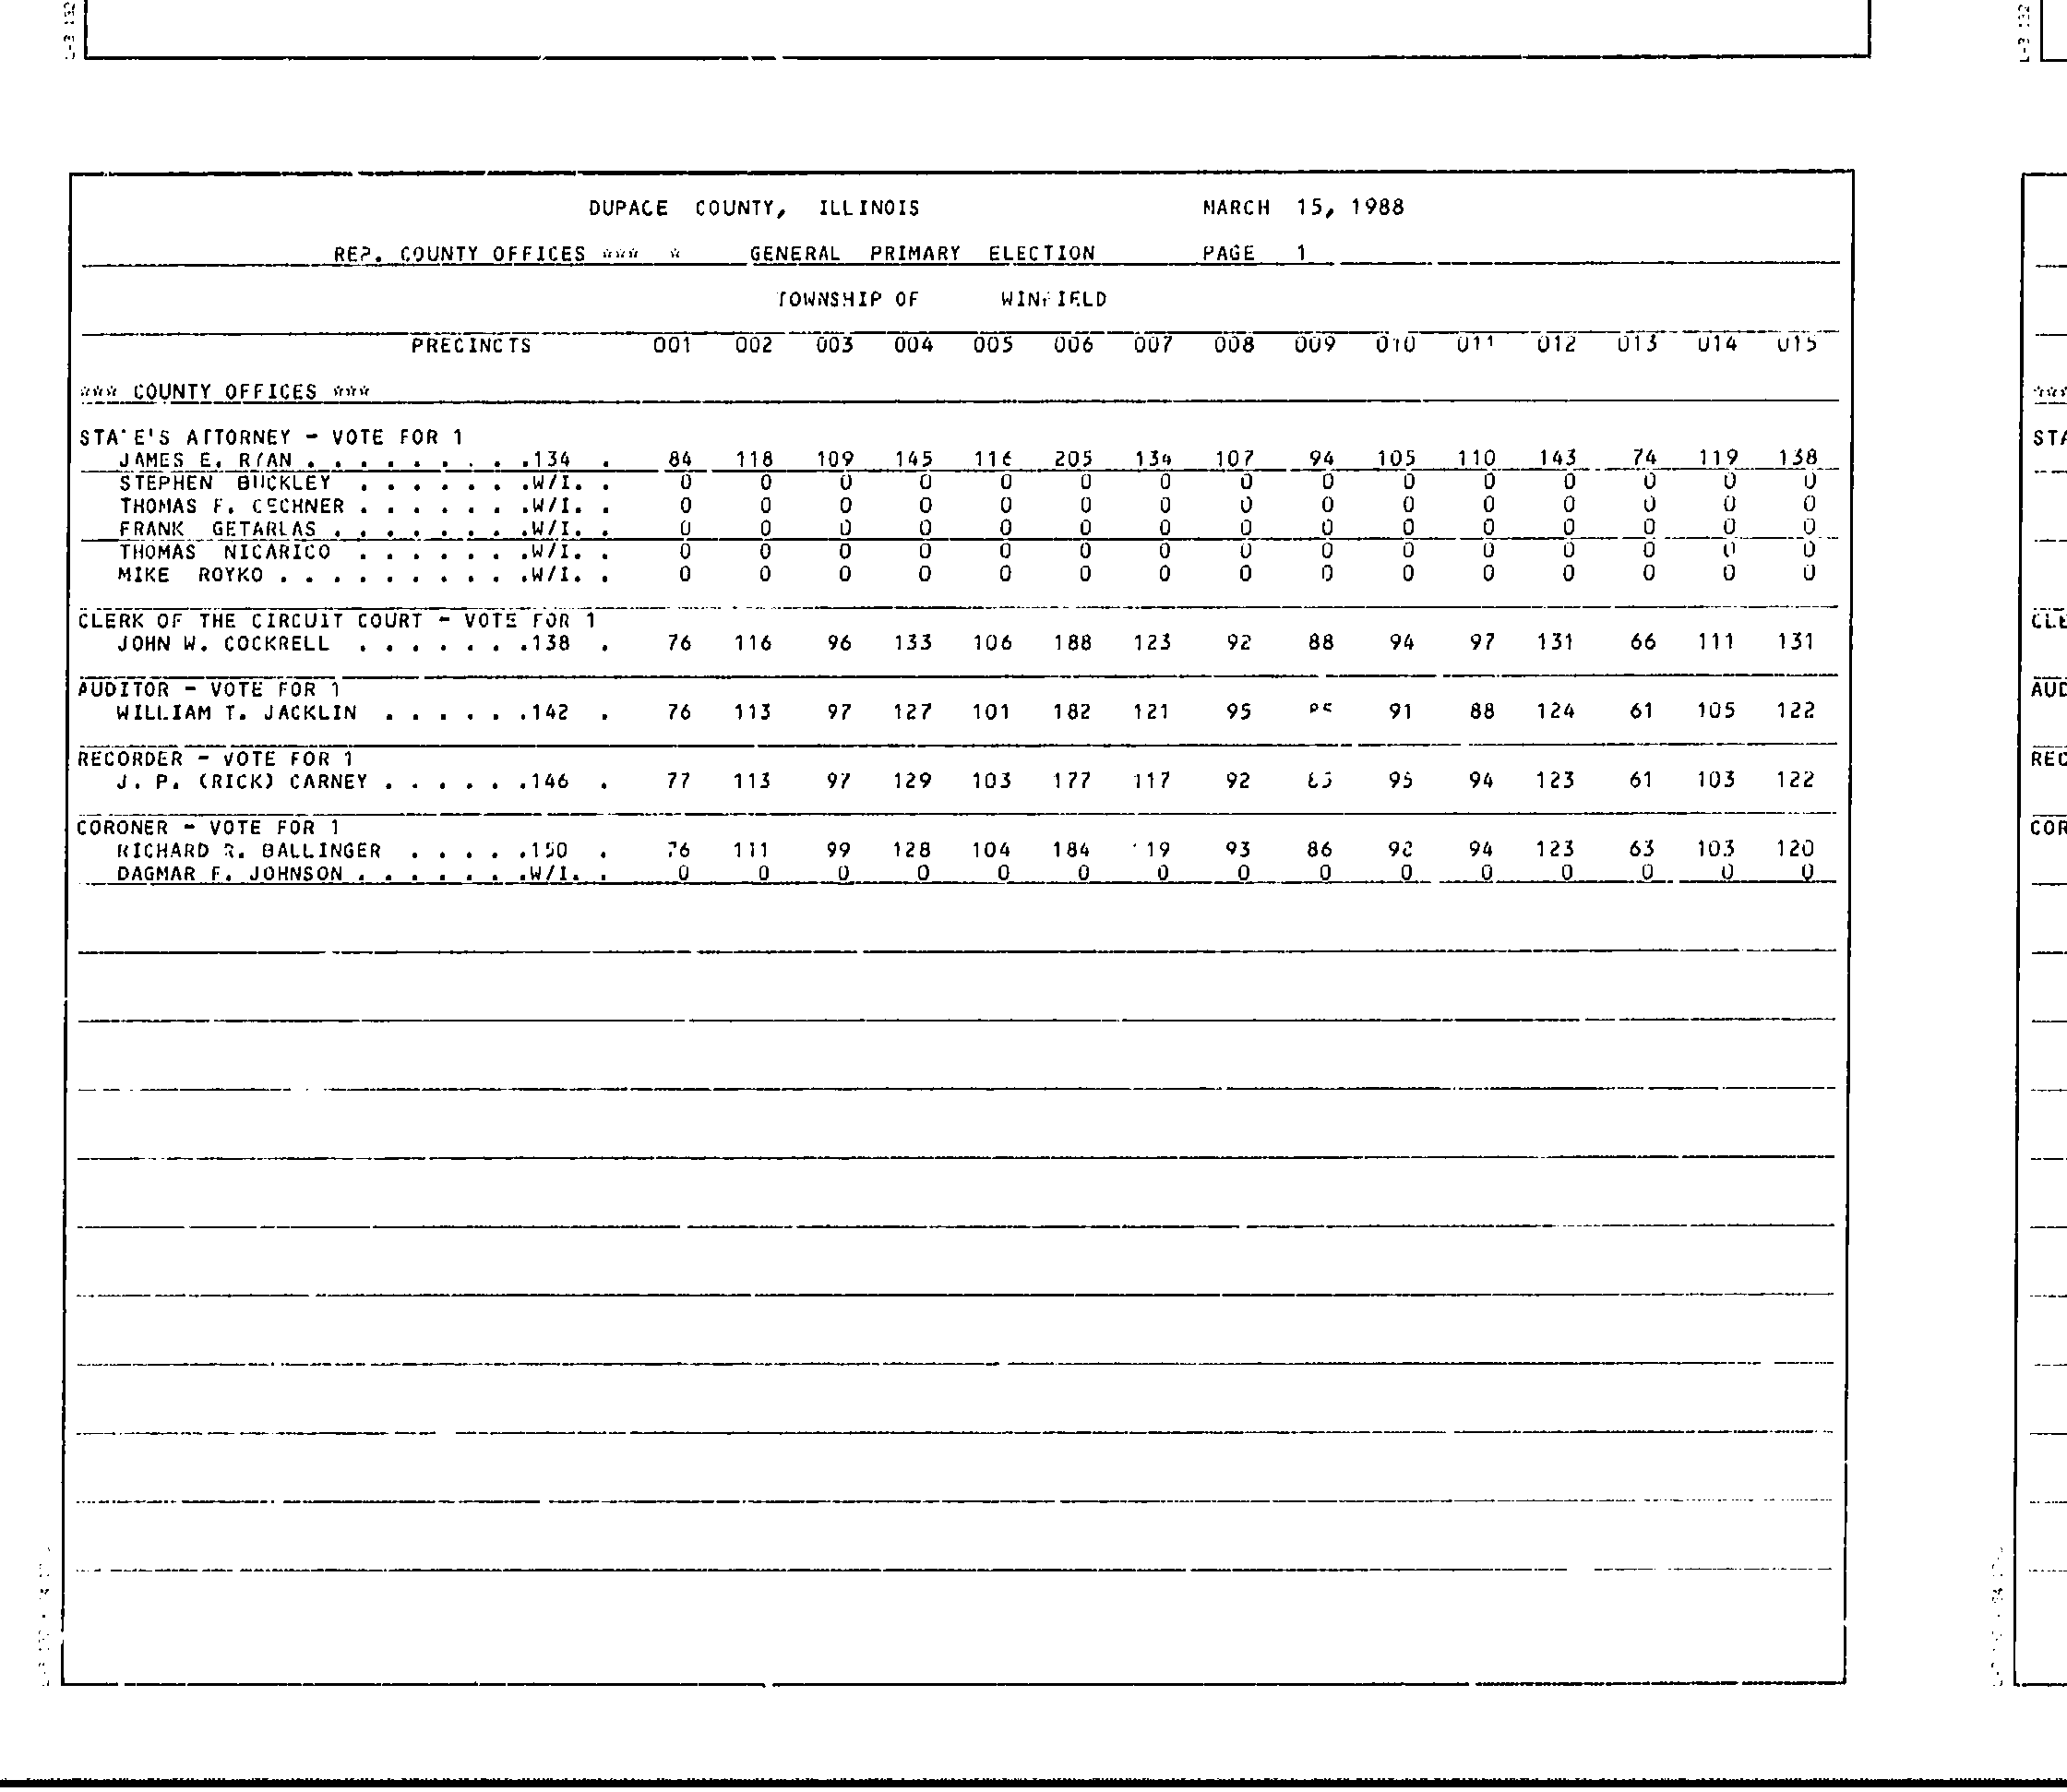 DUPAGE COUNTY, ILLINOIS MARCH 15, 1988
REP. COUNTY OFFICES *** * GENERAL PRIMARY ELECTION PAGE 1
TOWNSHIP OF WINFIELD
PRECINCTS 001 002 003 004 005 006 007 008 009 010 011 012 013 014 015
*** COUNTY OFFICES ***
STATE'S ATTORNEY - VOTE FOR 1
JAMES E. RYAN . . . . . . . . .134 . 84 118 109 145 116 205 134 107 94 105 110 143 74 119 138
STEPHEN BUCKLEY . . . . . . .W/I. . 0 0 0 0 0 0 0 0 0 0 0 0 0 0 0
THOMAS F. CECHNER . . . . . . .W/I. . 0 0 0 0 0 0 0 0 0 0 0 0 0 0 0
FRANK GETARLAS . . . . . . . .W/I. . 0 0 0 0 0 0 0 0 0 0 0 0 0 0 0
THOMAS NICARICO . . . . . . .W/I. . 0 0 0 0 0 0 0 0 0 0 0 0 0 0 0
MIKE ROYKO . . . . . . . . . .W/I. . 0 0 0 0 0 0 0 0 0 0 0 0 0 0 0
CLERK OF THE CIRCUIT COURT - VOTE FOR 1
JOHN W. COCKRELL . . . . . . .138 . 76 116 96 133 106 188 123 92 88 94 97 131 66 111 131
AUDITOR - VOTE FOR 1
WILLIAM T. JACKLIN . . . . . .142 . 76 113 97 127 101 182 121 95 91 88 124 61 105 122
RECORDER - VOTE FOR 1
J. P. (RICK) CARNEY . . . . . .146 . 77 113 97 129 103 177 117 92 95 94 123 61 103 122
CORONER - VOTE FOR 1
RICHARD R. BALLINGER . . . . .150 . 76 111 99 128 104 184 119 93 86 92 94 123 63 103 120
DAGMAR F. JOHNSON . . . . . . .W/I. . 0 0 0 0 0 0 0 0 0 0 0 0 0 0 0
STA
CLE
AUD
REC
COR